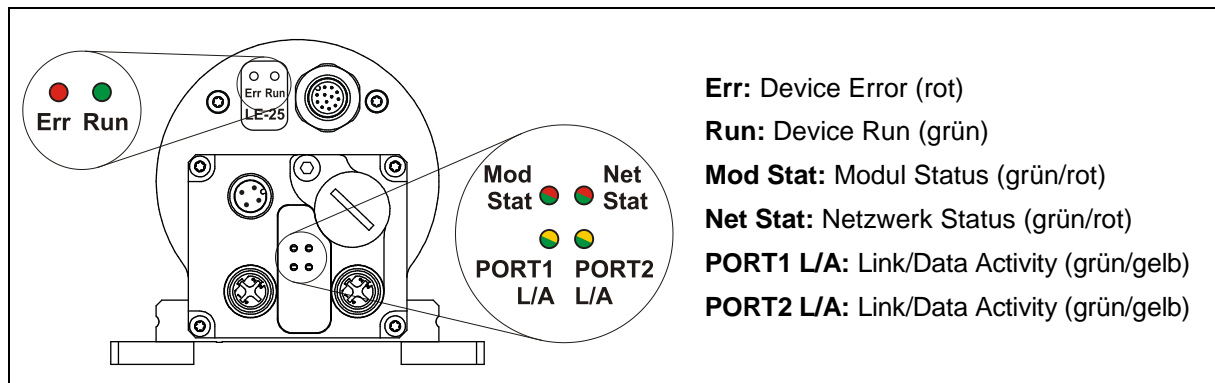 Err Run
Err Run
LE-25
Mod Stat
Net Stat
PORT1 L/A
PORT2 L/A
Err: Device Error (rot)
Run: Device Run (grün)
Mod Stat: Modul Status (grün/rot)
Net Stat: Netzwerk Status (grün/rot)
PORT1 L/A: Link/Data Activity (grün/gelb)
PORT2 L/A: Link/Data Activity (grün/gelb)